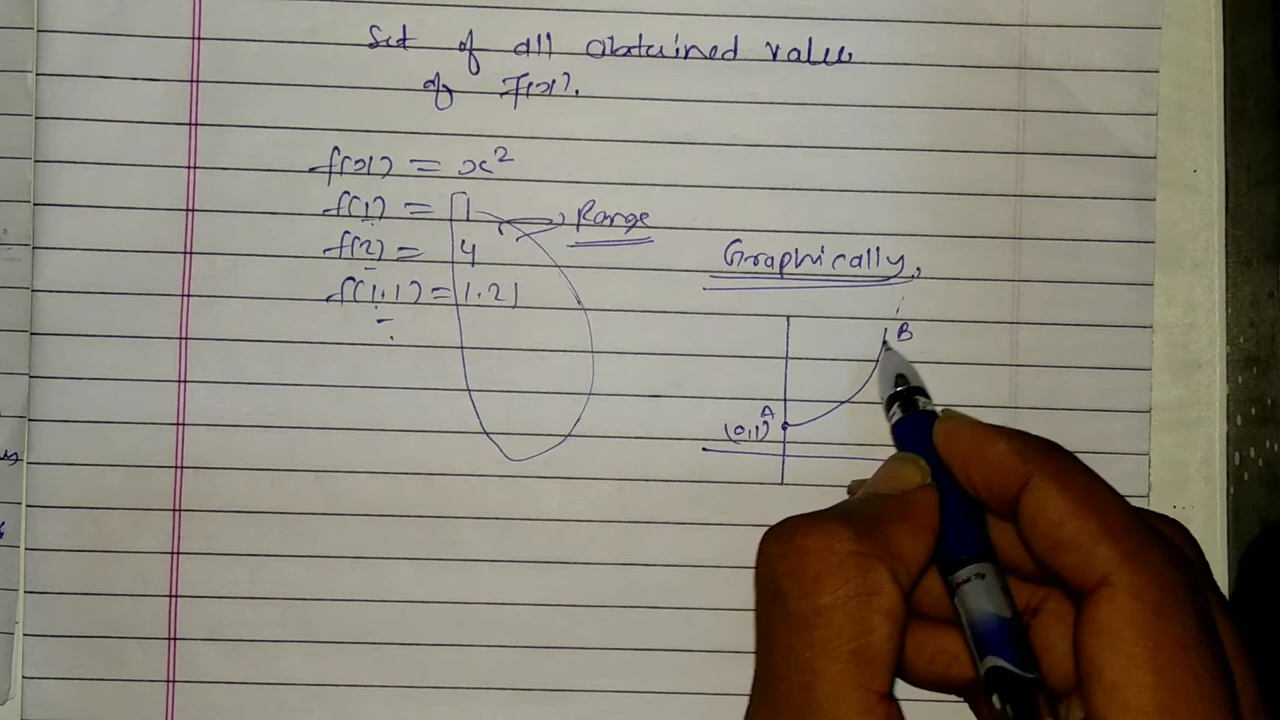 Set of all obtained value
of F(x).
f(x) = x²
f(1) = 1 Range
f(2) = 4
f(1.1) = 1.21
Graphically,
B
A
(0,1)